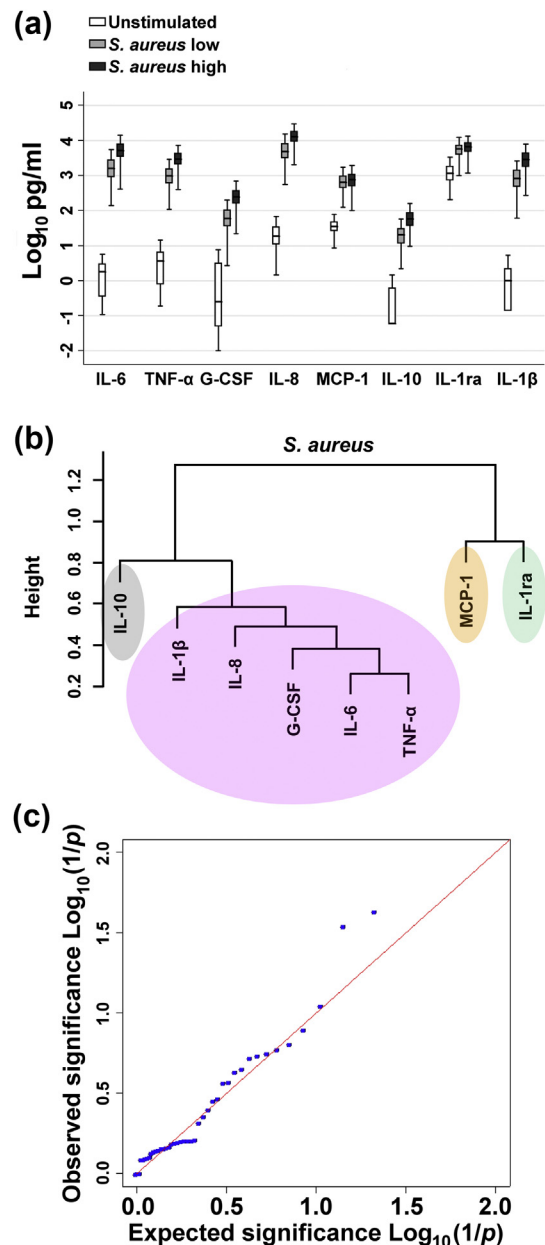 (a)
Unstimulated
S. aureus low
S. aureus high
Log10 pg/ml
5
4
3
2
1
0
-1
-2
IL-6 TNF-α G-CSF IL-8 MCP-1 IL-10 IL-1ra IL-1β
(b)
S. aureus
Height
1.2
1.0
0.8
0.6
0.4
0.2
IL-10
IL-1β
IL-8
G-CSF
IL-6
TNF-α
MCP-1
IL-1ra
(c)
Observed significance Log10(1/p)
2.0
1.5
1.0
0.5
0.0
0.0 0.5 1.0 1.5 2.0
Expected significance Log10(1/p)